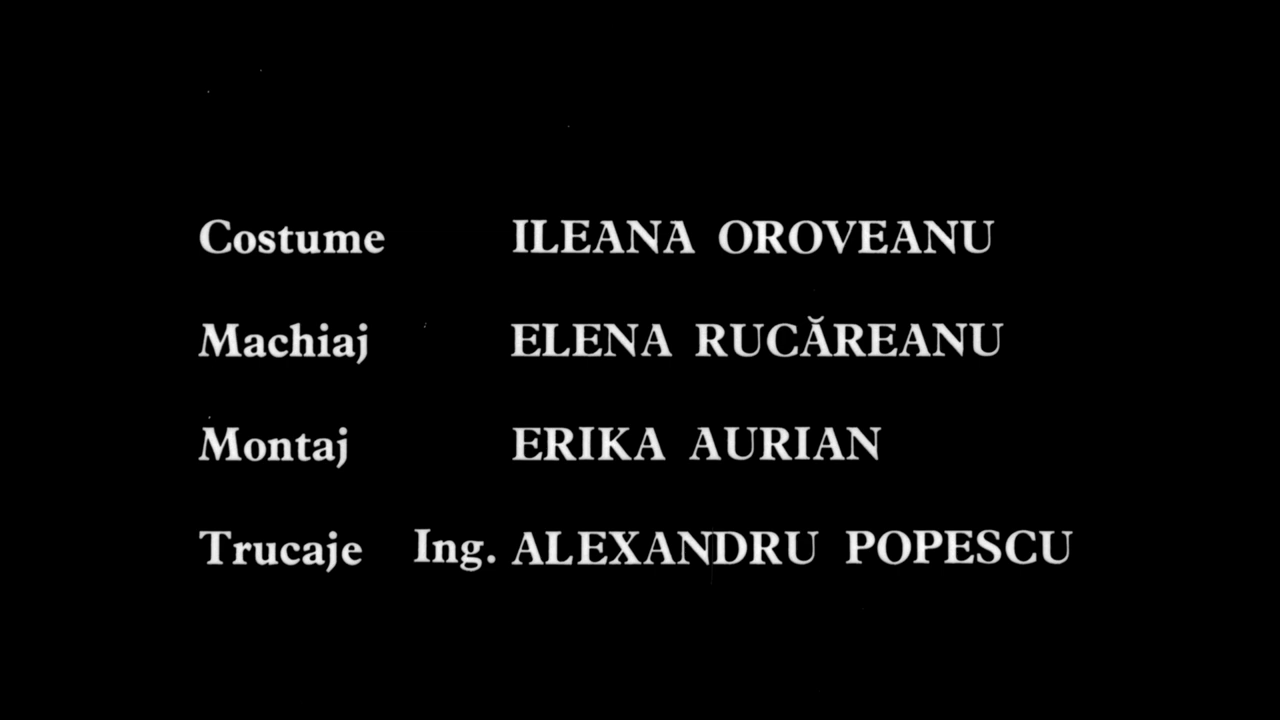 Costume ILEANA OROVEANU
Machiaj ELENA RUCĂREANU
Montaj ERIKA AURIAN
Trucaje Ing. ALEXANDRU POPESCU